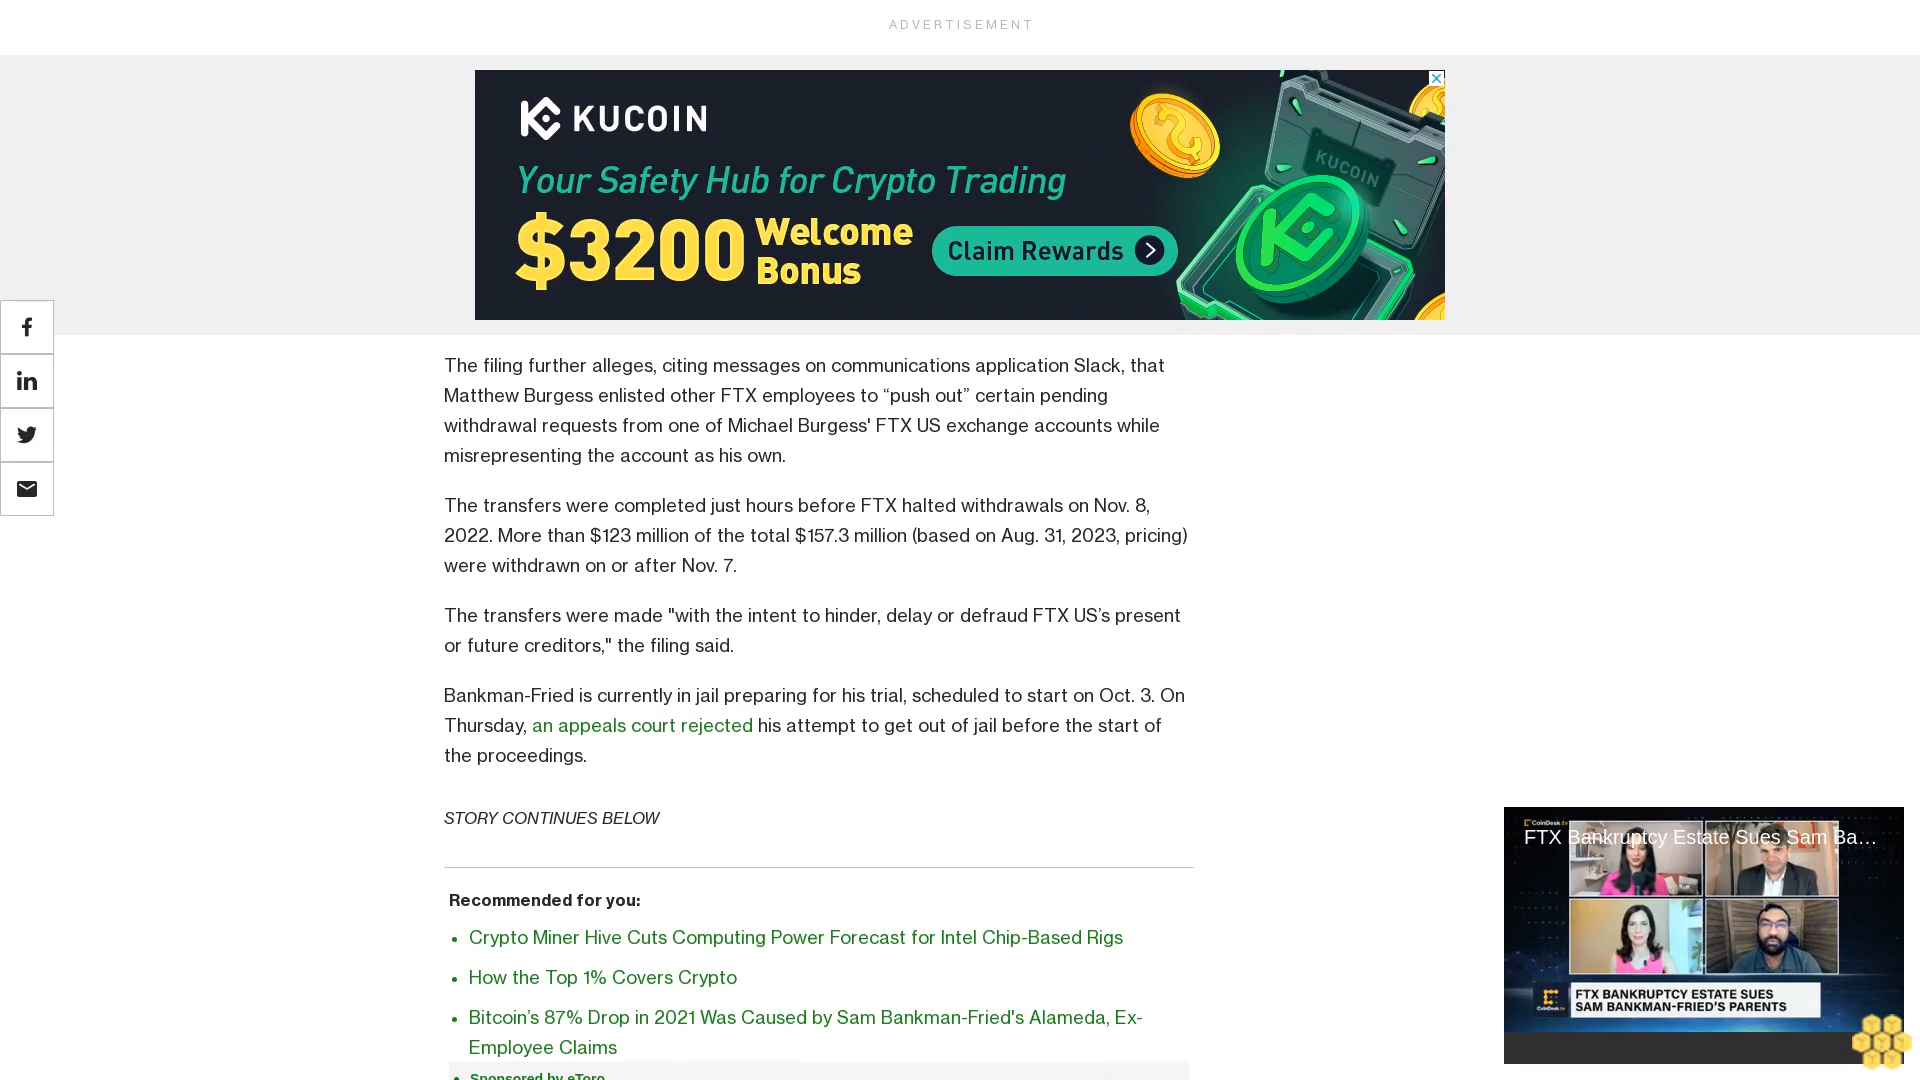 ADVERTISEMENT
KUCOIN
Your Safety Hub for Crypto Trading
$3200 Welcome Bonus
Claim Rewards
KUCOIN
The filing further alleges, citing messages on communications application Slack, that
Matthew Burgess enlisted other FTX employees to “push out” certain pending
withdrawal requests from one of Michael Burgess' FTX US exchange accounts while
misrepresenting the account as his own.
The transfers were completed just hours before FTX halted withdrawals on Nov. 8,
2022. More than $123 million of the total $157.3 million (based on Aug. 31, 2023, pricing)
were withdrawn on or after Nov. 7.
The transfers were made "with the intent to hinder, delay or defraud FTX US’s present
or future creditors," the filing said.
Bankman-Fried is currently in jail preparing for his trial, scheduled to start on Oct. 3. On
Thursday, an appeals court rejected his attempt to get out of jail before the start of
the proceedings.
STORY CONTINUES BELOW
Recommended for you:
• Crypto Miner Hive Cuts Computing Power Forecast for Intel Chip-Based Rigs
• How the Top 1% Covers Crypto
• Bitcoin’s 87% Drop in 2021 Was Caused by Sam Bankman-Fried's Alameda, Ex-
Employee Claims
• Sponsored by eToro
CoinDesk.tv
FTX Bankruptcy Estate Sues Sam Ba...
CoinDesk.tv
FTX BANKRUPTCY ESTATE SUES
SAM BANKMAN-FRIED'S PARENTS